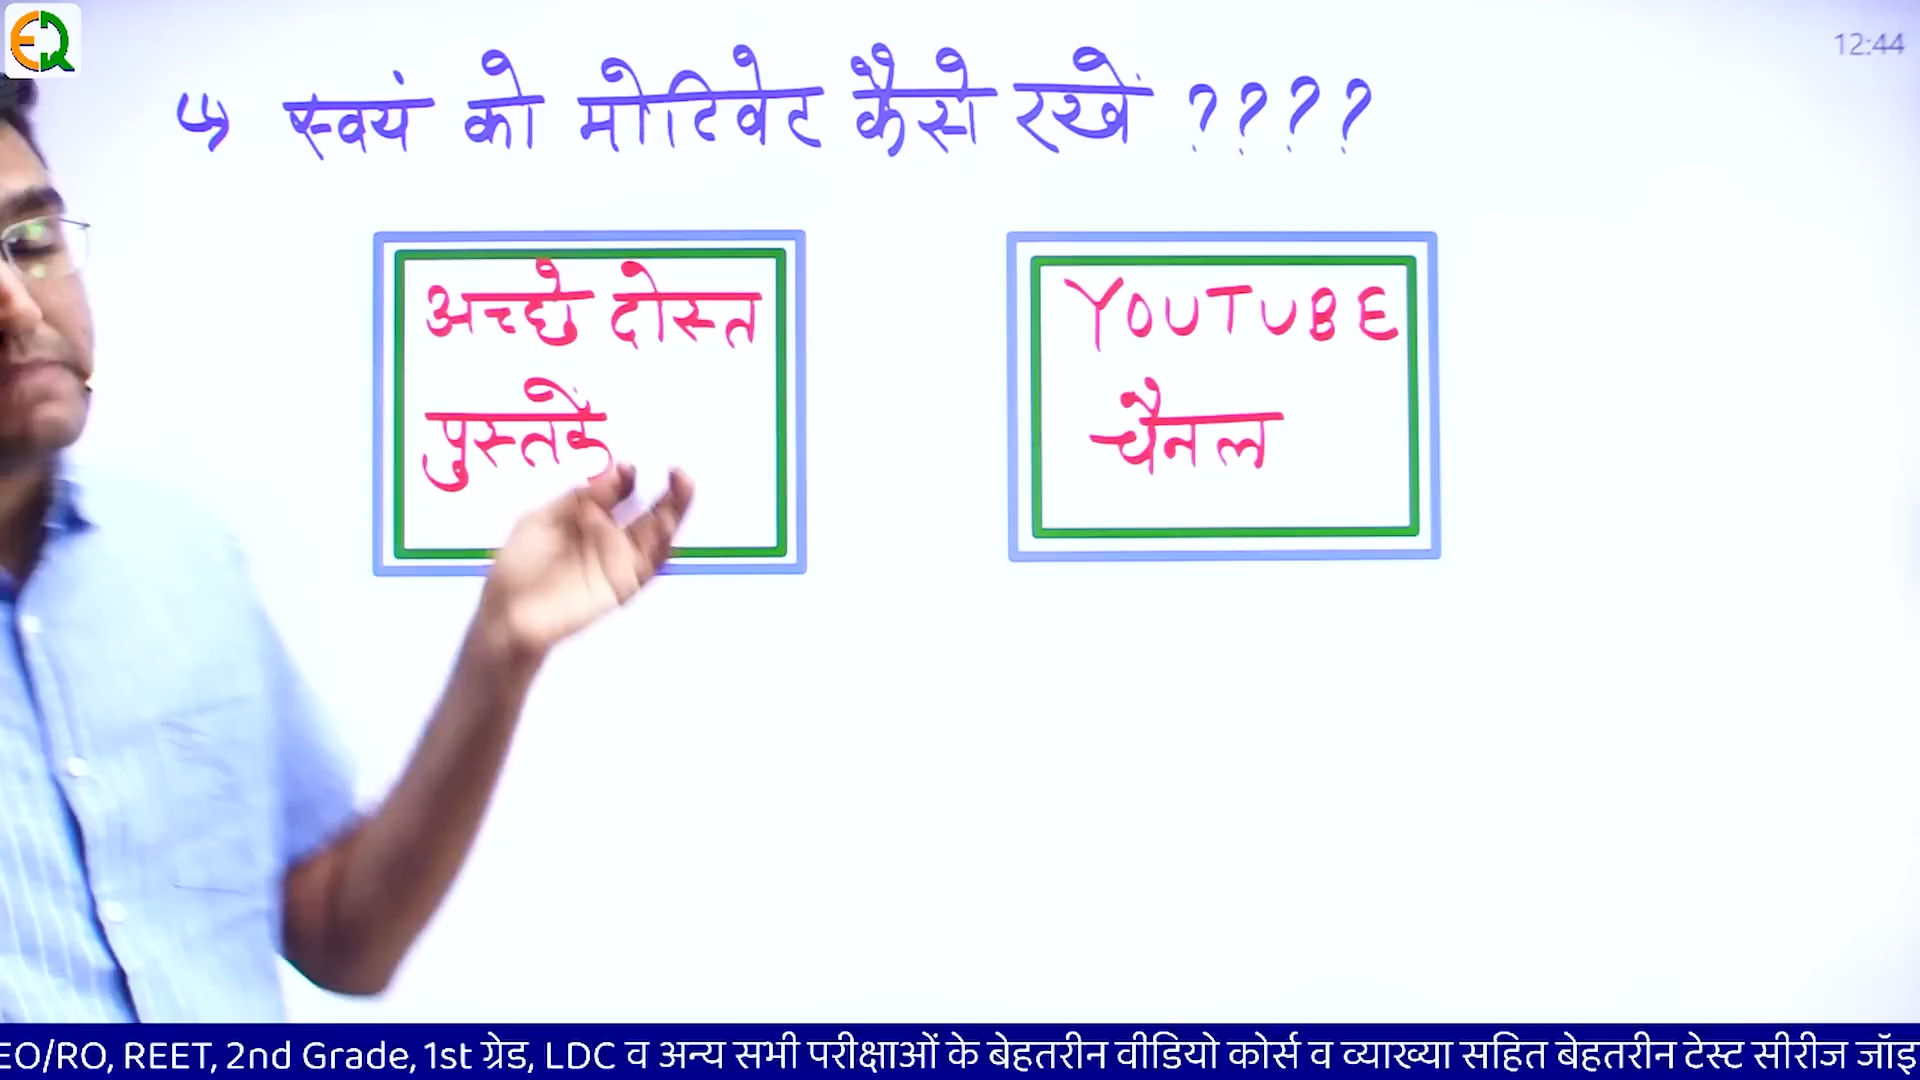 EQ
12:44
↳ स्वयं को मोटिवेट कैसे रखें ????
अच्छे दोस्त
पुस्तकें
YOUTUBE
चैनल
EO/RO, REET, 2nd Grade, 1st ग्रेड, LDC व अन्य सभी परीक्षाओं के बेहतरीन वीडियो कोर्स व व्याख्या सहित बेहतरीन टेस्ट सीरीज जॉइ